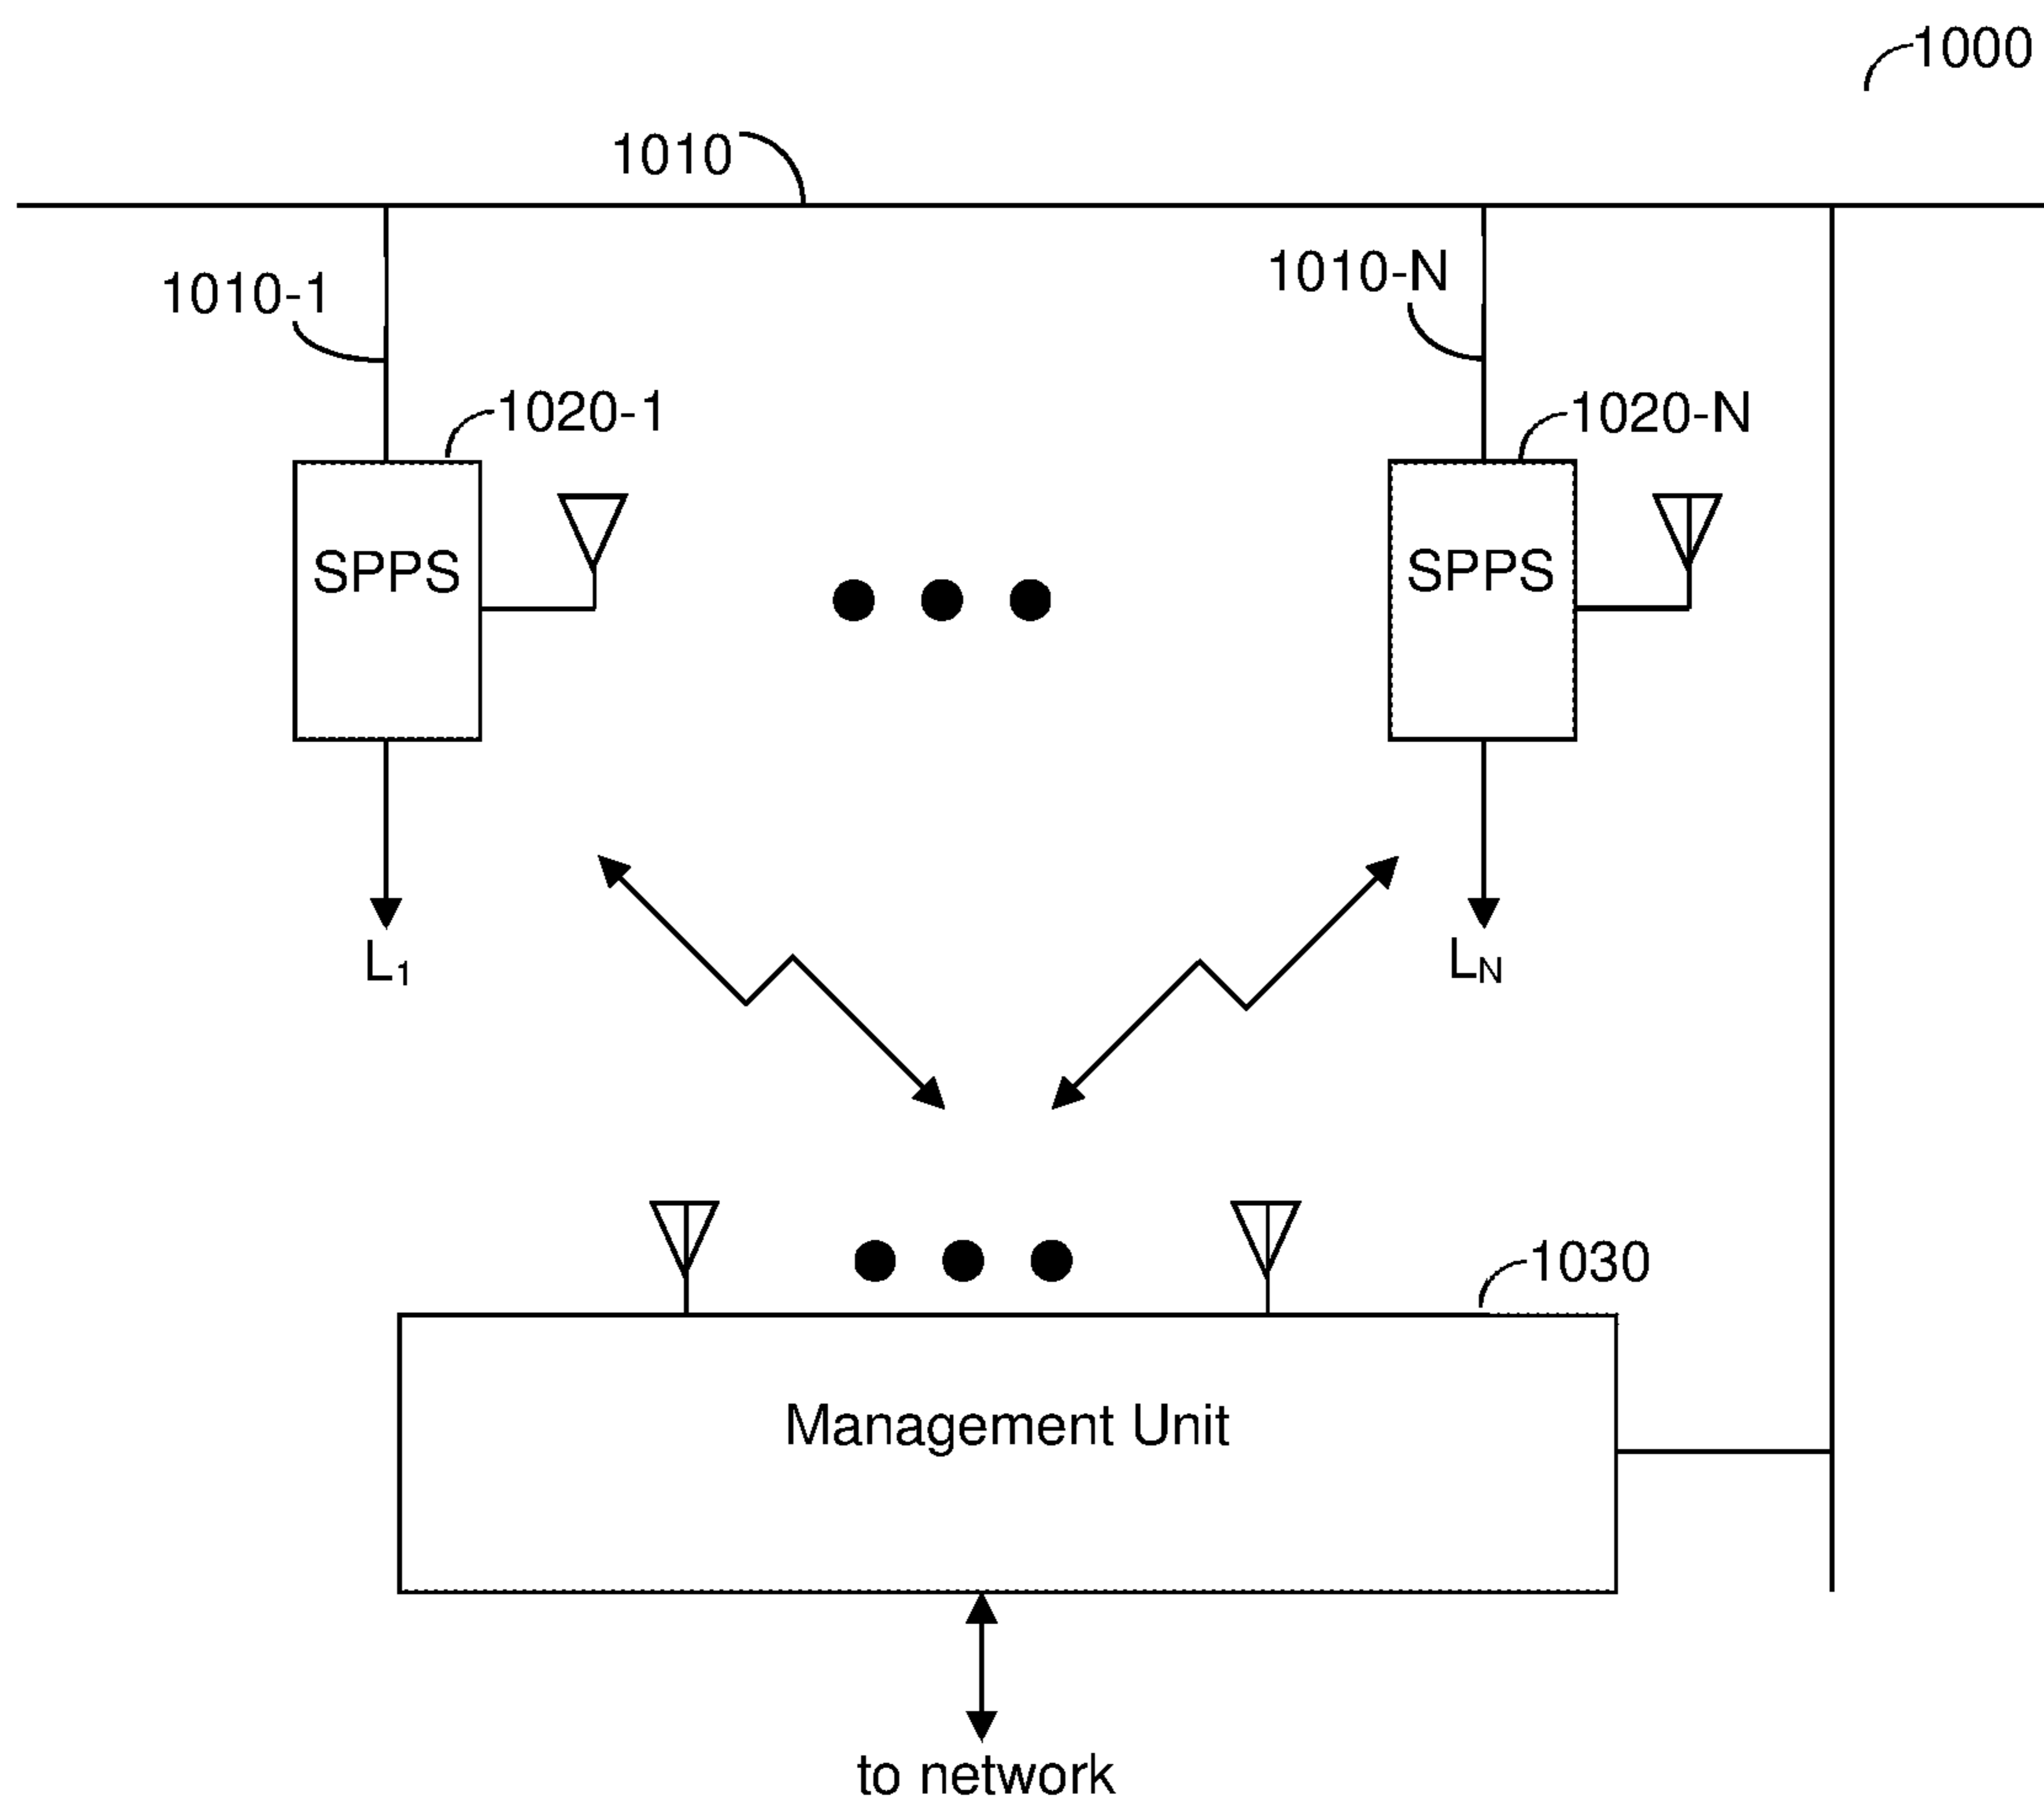 1000
1010
1010-1
1010-N
1020-1
1020-N
SPPS
SPPS
L1
LN
1030
Management Unit
to network